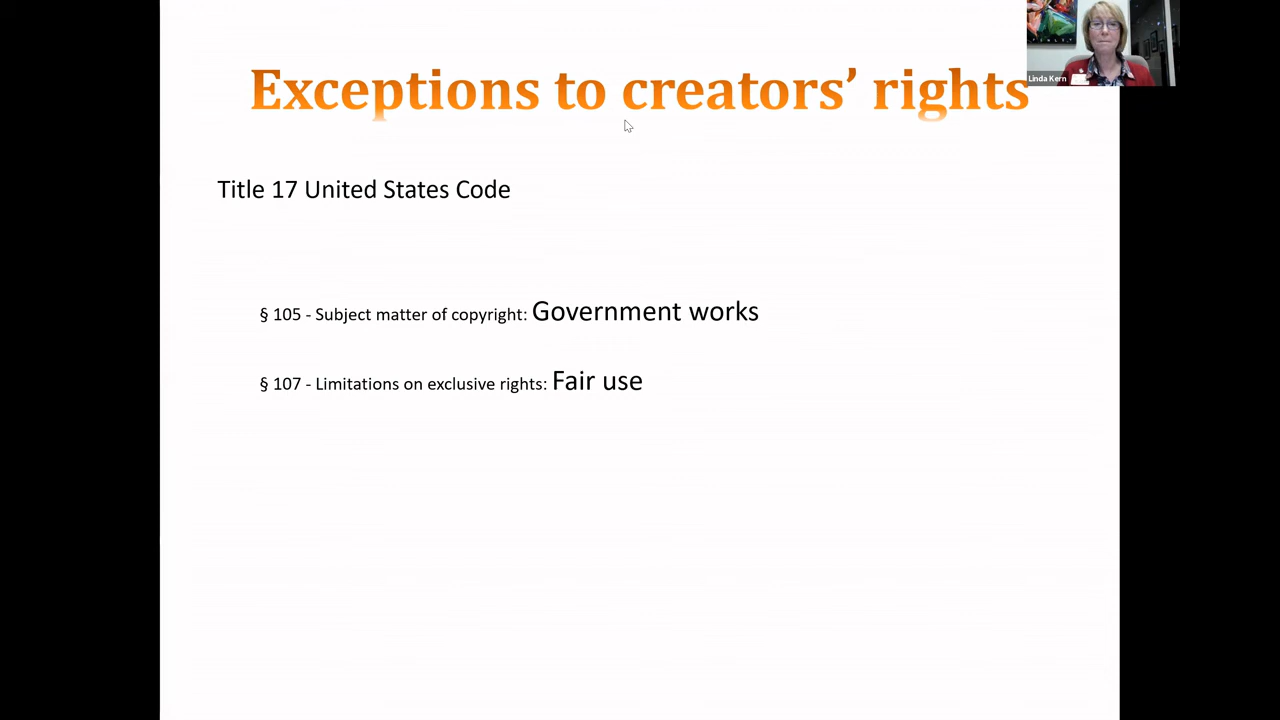 Exceptions to creators’ rights
Linda Kern
Title 17 United States Code
§ 105 - Subject matter of copyright: Government works
§ 107 - Limitations on exclusive rights: Fair use